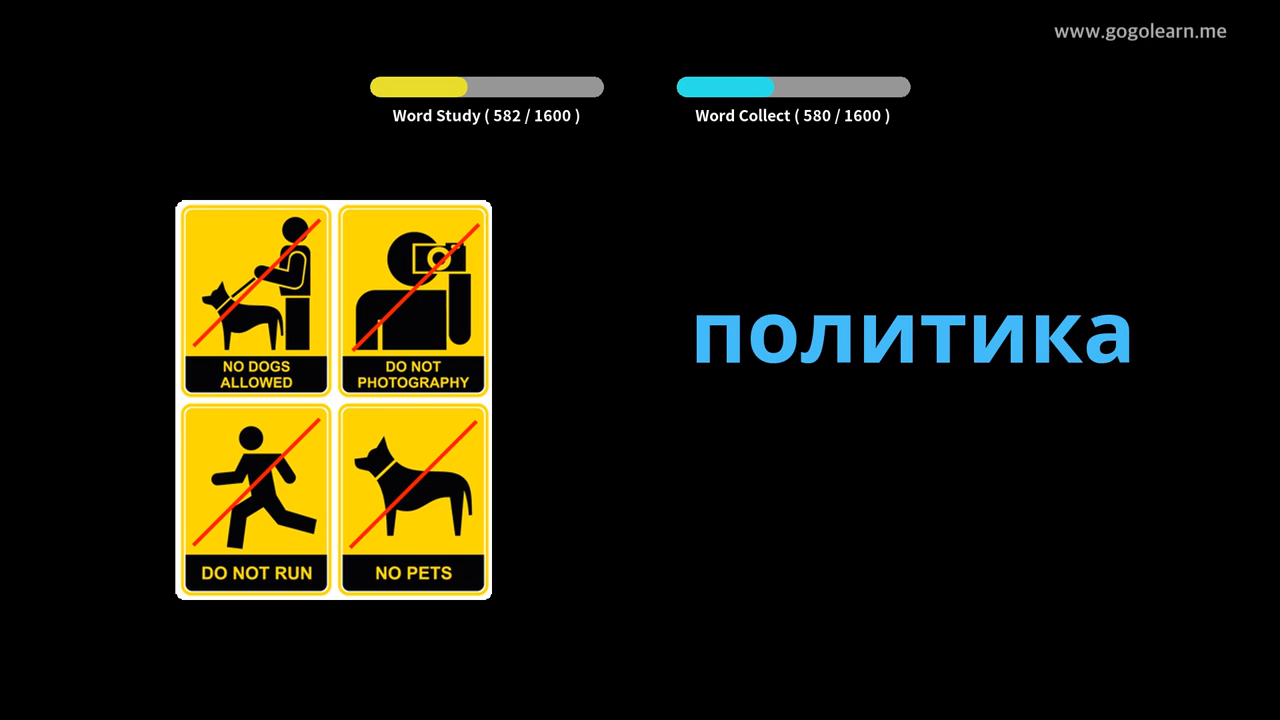 www.gogolearn.me
Word Study ( 582 / 1600 )
Word Collect ( 580 / 1600 )
NO DOGS
ALLOWED
DO NOT
PHOTOGRAPHY
DO NOT RUN
NO PETS
политика